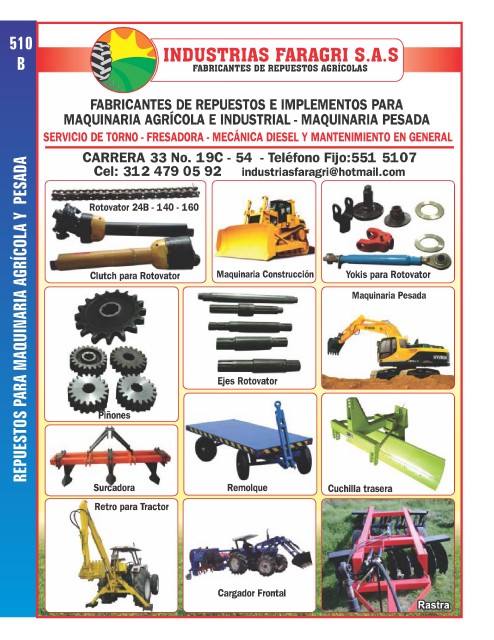 510
B
REPUESTOS PARA MAQUINARIA AGRÍCOLA Y PESADA
INDUSTRIAS FARAGRI S.A.S
FABRICANTES DE REPUESTOS AGRÍCOLAS
FABRICANTES DE REPUESTOS E IMPLEMENTOS PARA
MAQUINARIA AGRÍCOLA E INDUSTRIAL - MAQUINARIA PESADA
SERVICIO DE TORNO - FRESADORA - MECÁNICA DIESEL Y MANTENIMIENTO EN GENERAL
CARRERA 33 No. 19C - 54 - Teléfono Fijo:551 5107
Cel: 312 479 05 92 industriasfaragri@hotmail.com
Rotovator 24B - 140 - 160
Clutch para Rotovator
Maquinaria Construcción
Yokis para Rotovator
Piñones
Ejes Rotovator
Maquinaria Pesada
Surcadora
Remolque
Cuchilla trasera
Retro para Tractor
Cargador Frontal
Rastra